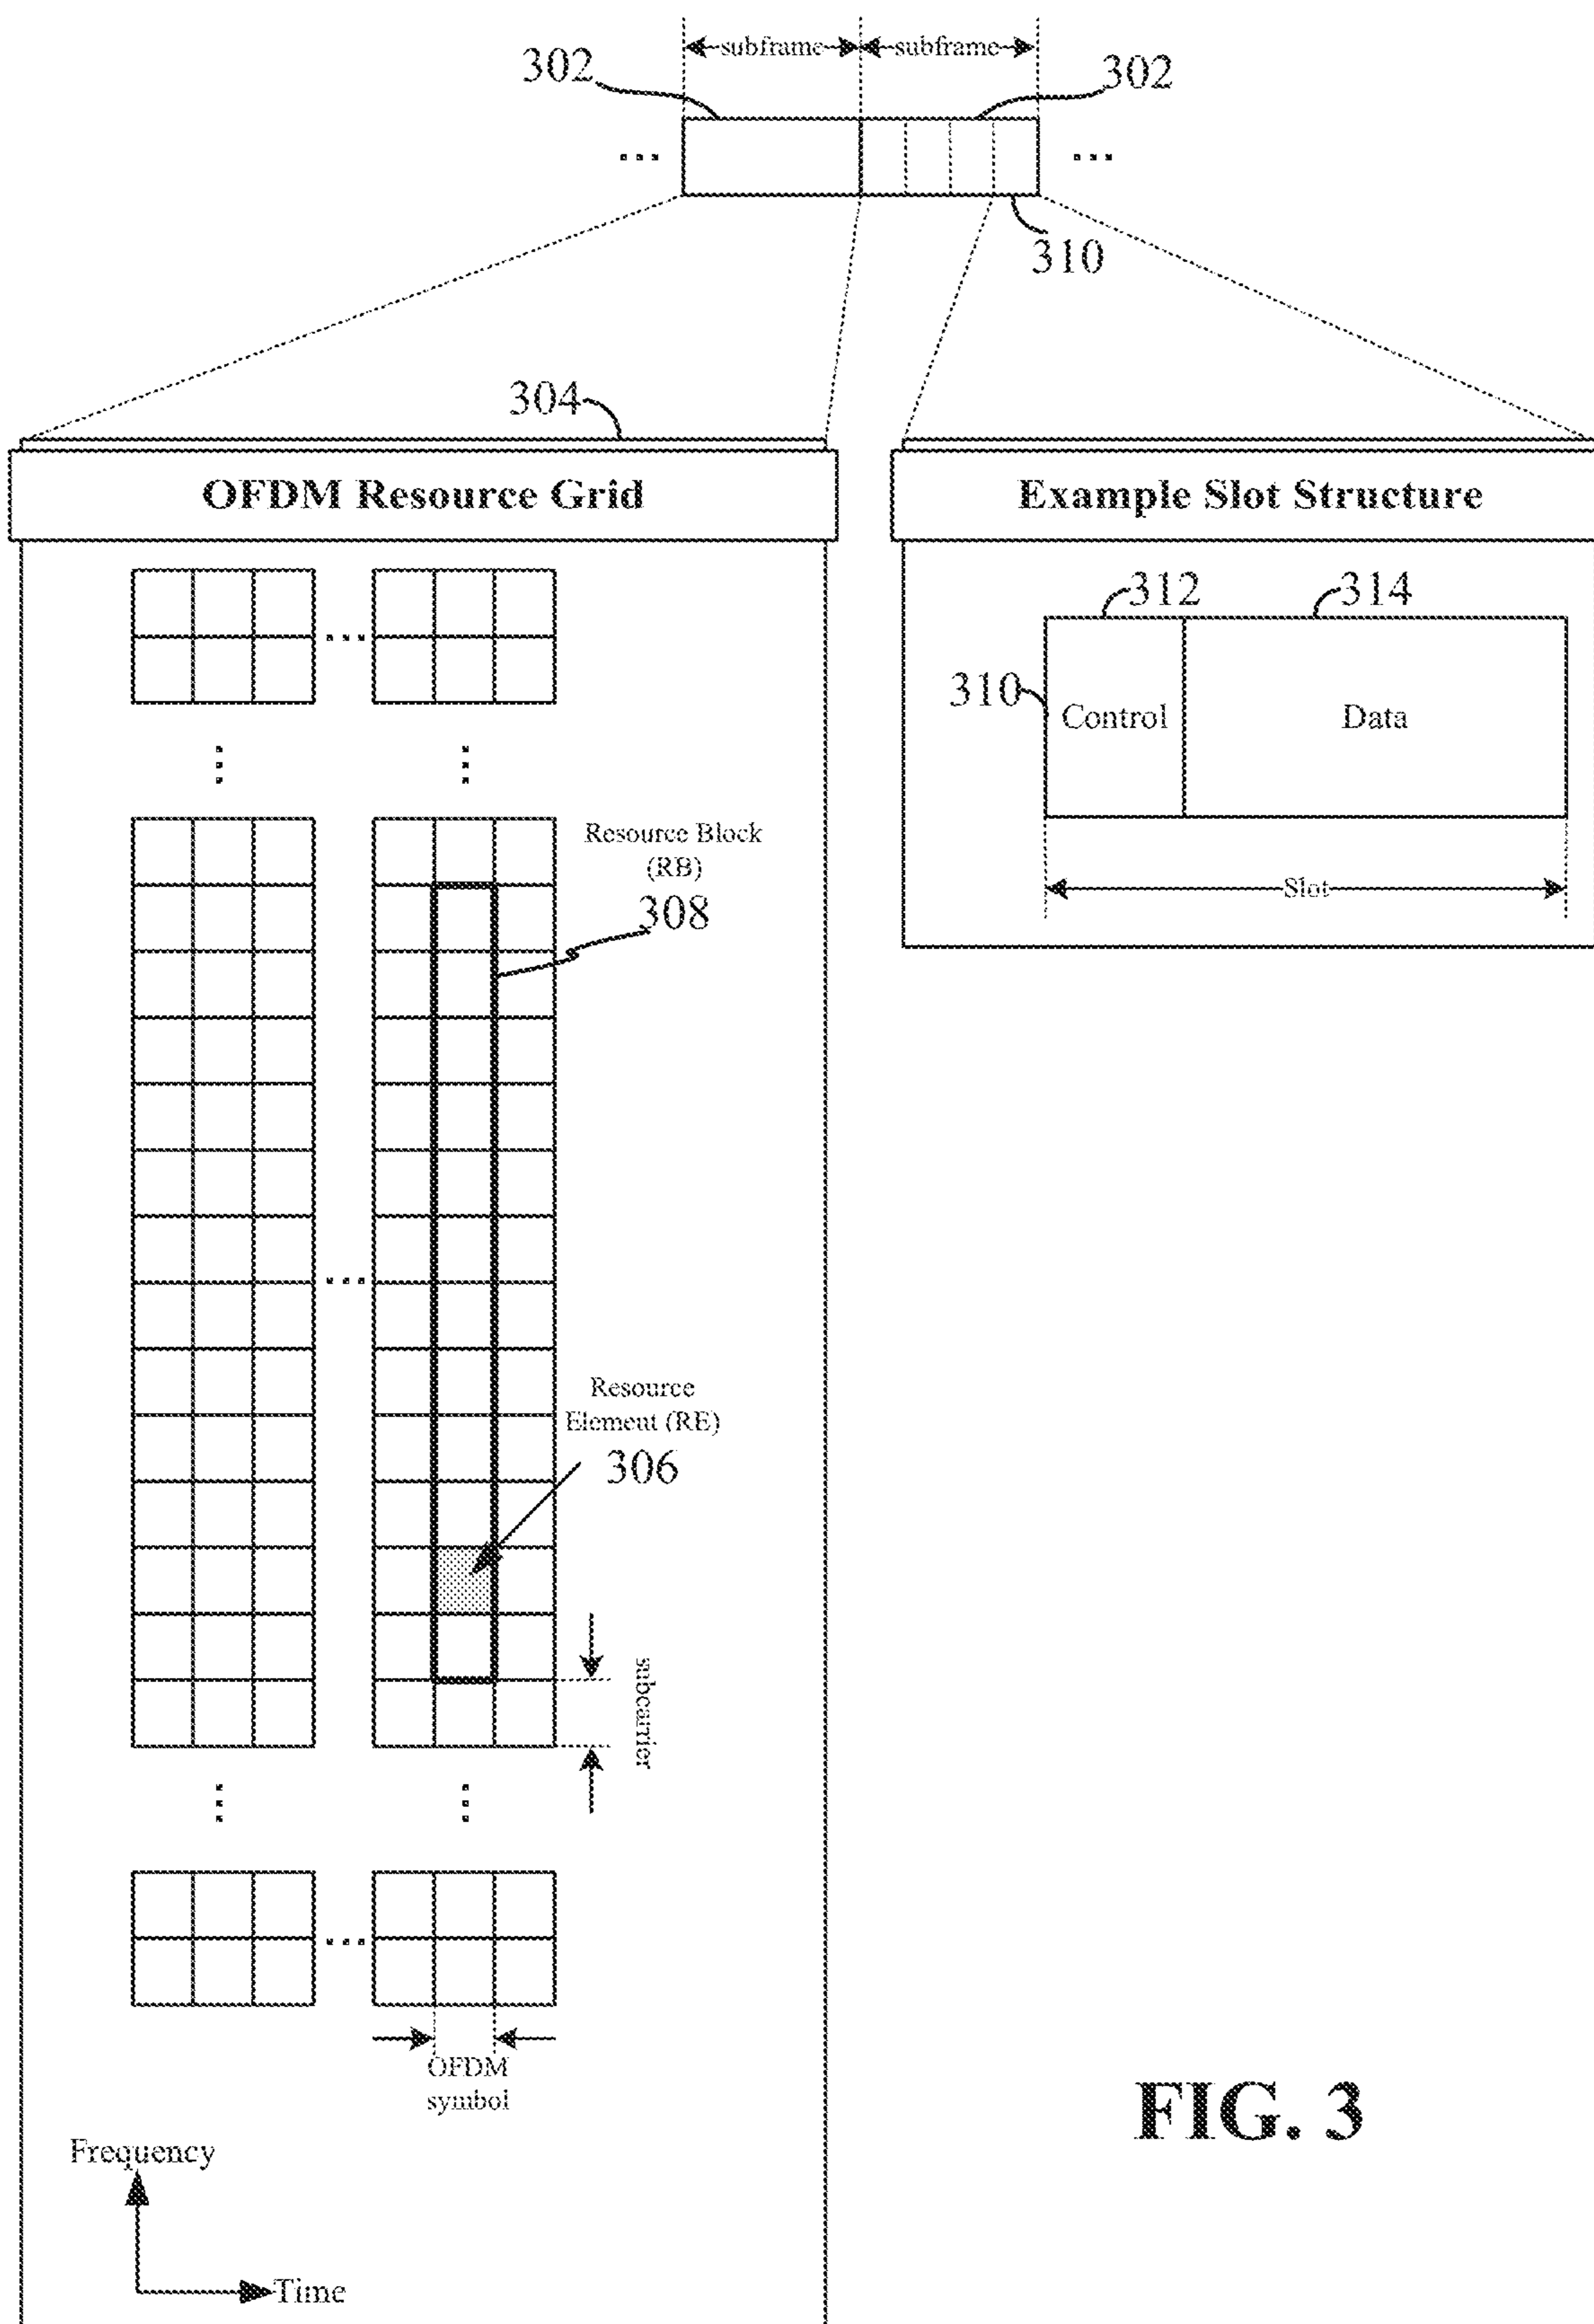 subframe subframe
302 302
... ...
310
304
OFDM Resource Grid
Example Slot Structure
312 314
310
Control Data
Slot
Resource Block
(RB)
308
Resource
Element (RE)
306
subcarrier
OFDM
symbol
Frequency
Time
FIG. 3